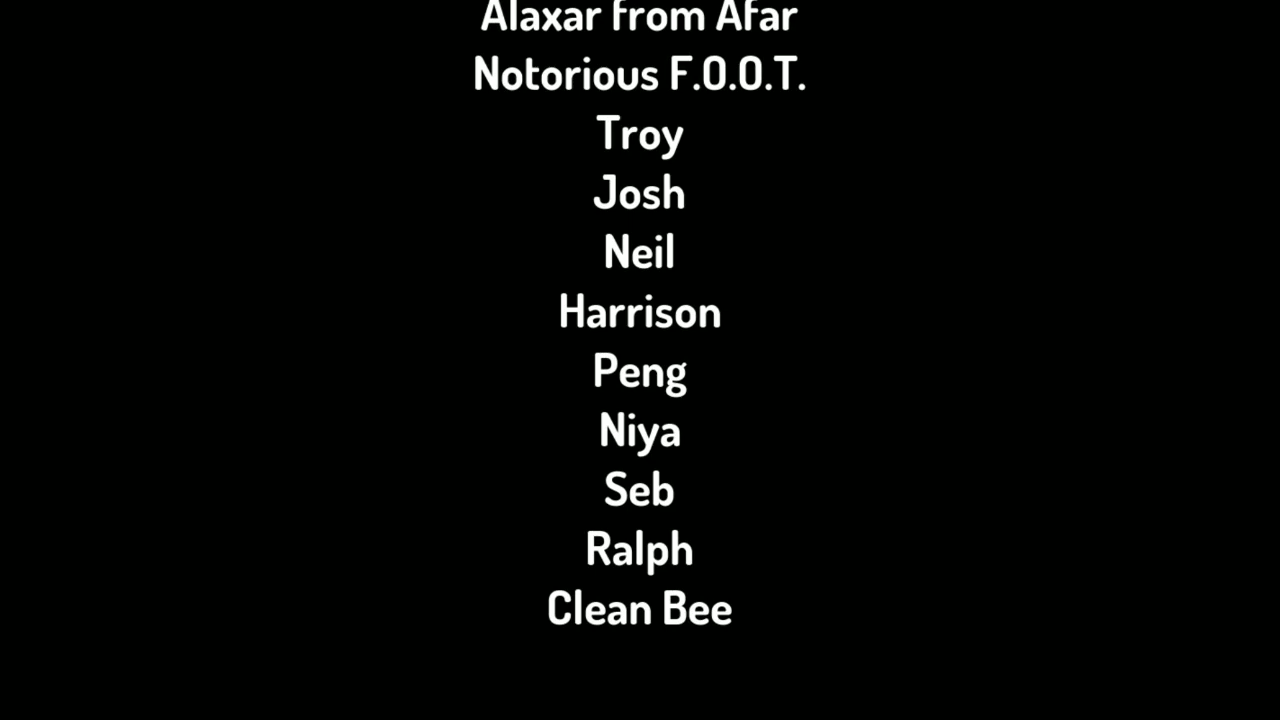 Alaxar from Afar
Notorious F.O.O.T.
Troy
Josh
Neil
Harrison
Peng
Niya
Seb
Ralph
Clean Bee